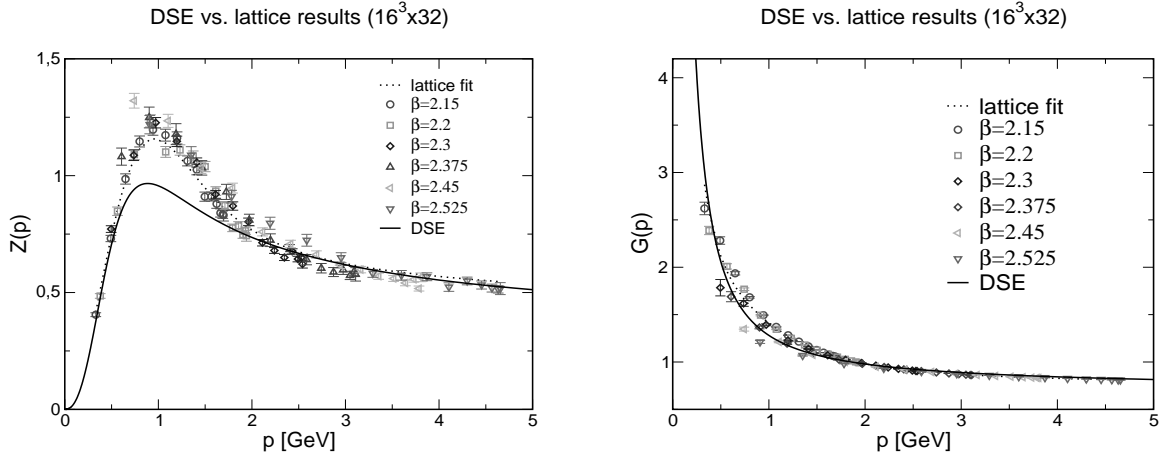 DSE vs. lattice results (16³x32)
Z(p)
1,5
1
0,5
0
0
1
2
3
4
5
p [GeV]
lattice fit
β=2.15
β=2.2
β=2.3
β=2.375
β=2.45
β=2.525
DSE
DSE vs. lattice results (16³x32)
G(p)
4
3
2
1
0
1
2
3
4
5
p [GeV]
lattice fit
β=2.15
β=2.2
β=2.3
β=2.375
β=2.45
β=2.525
DSE